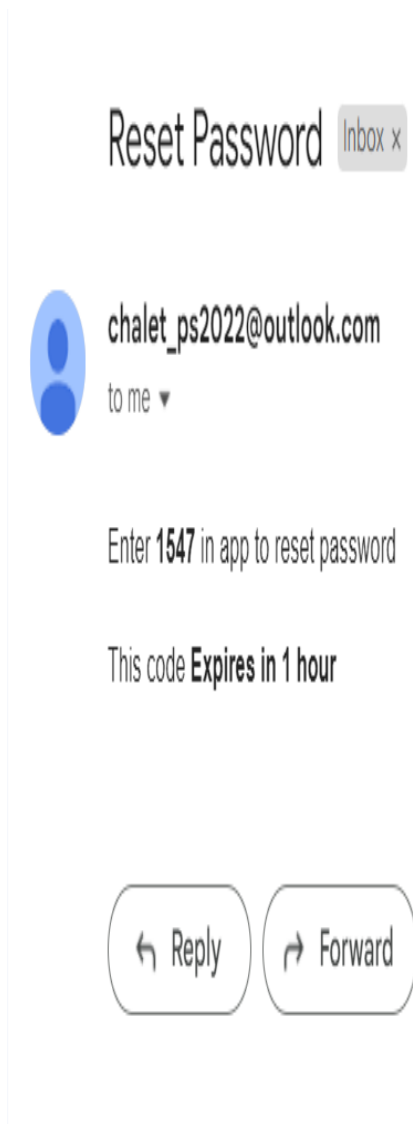 Reset Password Inbox ×
chalet_ps2022@outlook.com
to me
Enter 1547 in app to reset password
This code Expires in 1 hour
Reply Forward